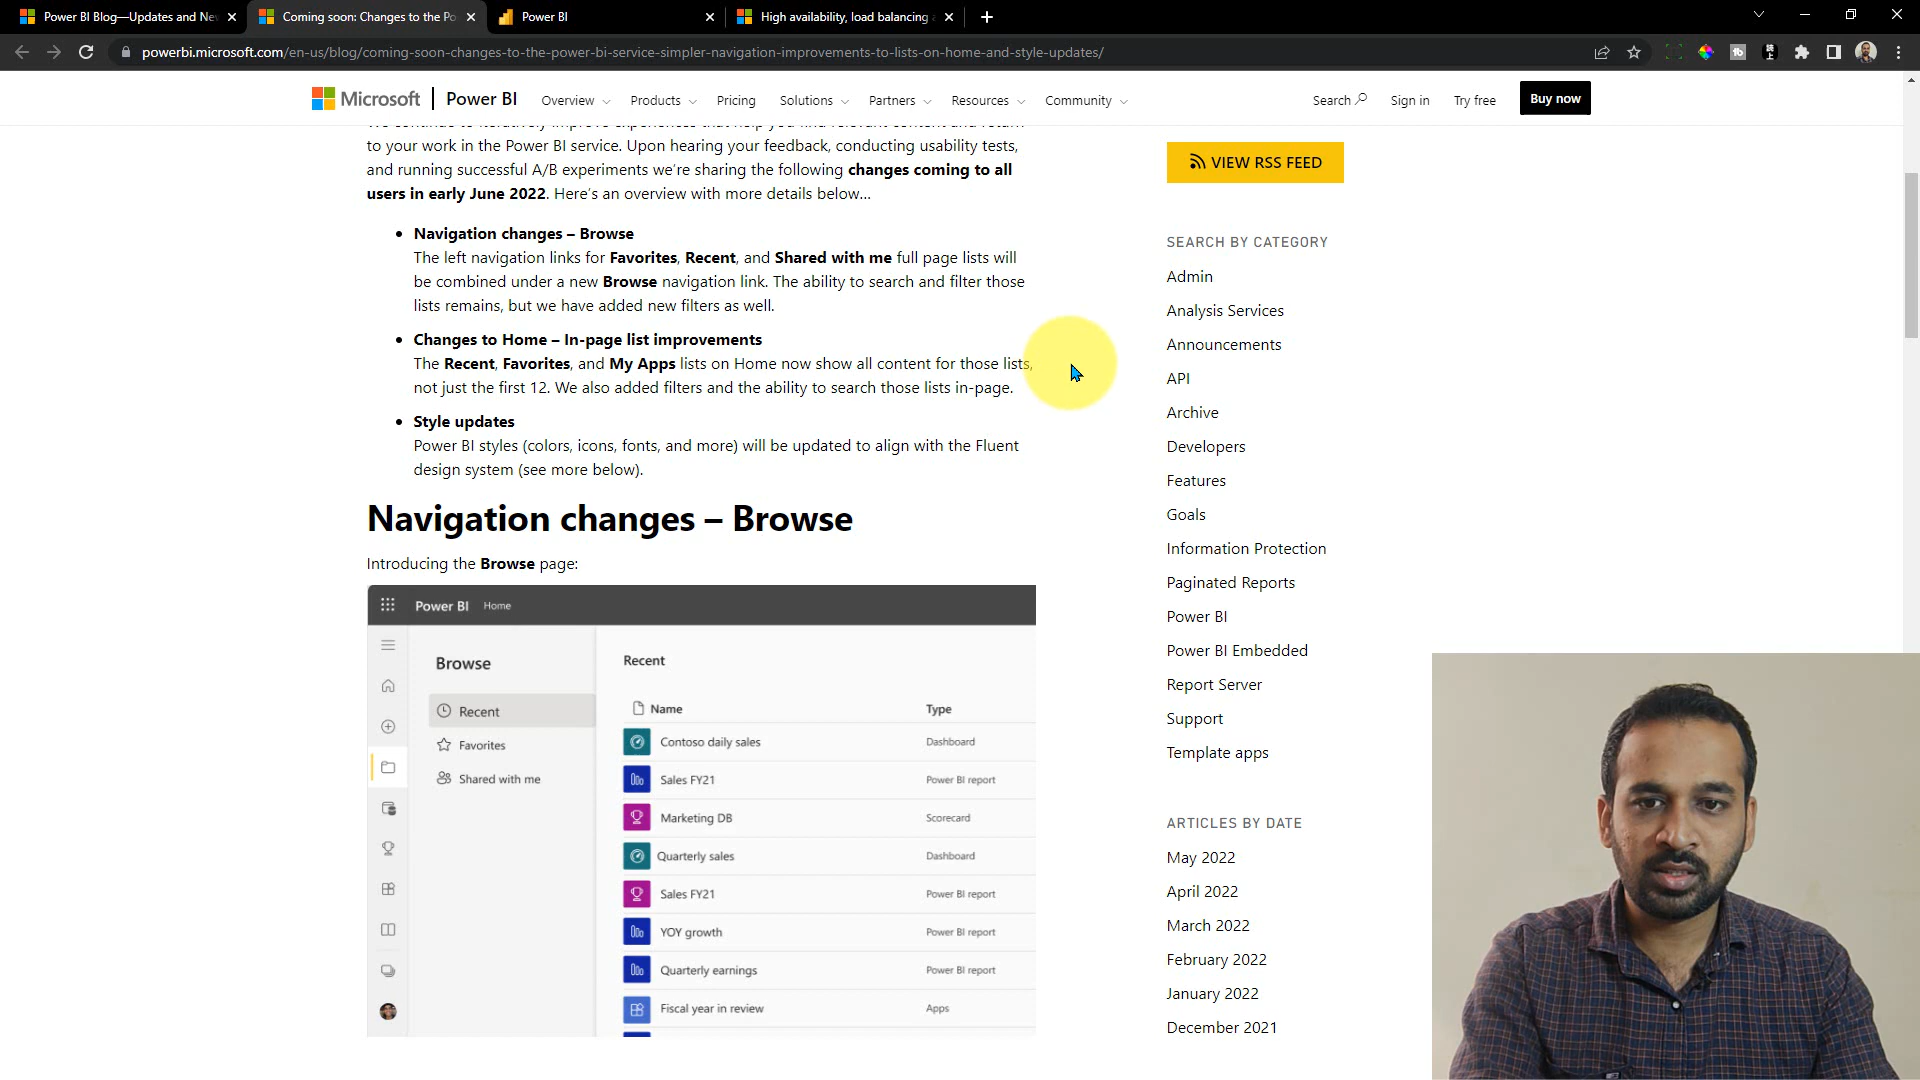 Power BI Blog—Updates and Ne
Coming soon: Changes to the Po
Power BI
High availability, load balancing
powerbi.microsoft.com/en-us/blog/coming-soon-changes-to-the-power-bi-service-simpler-navigation-improvements-to-lists-on-home-and-style-updates/
Microsoft
Power BI
Overview
Products
Pricing
Solutions
Partners
Resources
Community
Search
Sign in
Try free
Buy now
We continue to iteratively improve experiences that help you find relevant content and return
to your work in the Power BI service. Upon hearing your feedback, conducting usability tests,
and running successful A/B experiments we’re sharing the following changes coming to all
users in early June 2022. Here’s an overview with more details below…
• Navigation changes – Browse
The left navigation links for Favorites, Recent, and Shared with me full page lists will
be combined under a new Browse navigation link. The ability to search and filter those
lists remains, but we have added new filters as well.
• Changes to Home – In-page list improvements
The Recent, Favorites, and My Apps lists on Home now show all content for those lists,
not just the first 12. We also added filters and the ability to search those lists in-page.
• Style updates
Power BI styles (colors, icons, fonts, and more) will be updated to align with the Fluent
design system (see more below).
Navigation changes – Browse
Introducing the Browse page:
Power BI Home
Browse
Recent
Favorites
Shared with me
Recent
Name Type
Contoso daily sales Dashboard
Sales FY21 Power BI report
Marketing DB Scorecard
Quarterly sales Dashboard
Sales FY21 Power BI report
YOY growth Power BI report
Quarterly earnings Power BI report
Fiscal year in review Apps
VIEW RSS FEED
SEARCH BY CATEGORY
Admin
Analysis Services
Announcements
API
Archive
Developers
Features
Goals
Information Protection
Paginated Reports
Power BI
Power BI Embedded
Report Server
Support
Template apps
ARTICLES BY DATE
May 2022
April 2022
March 2022
February 2022
January 2022
December 2021